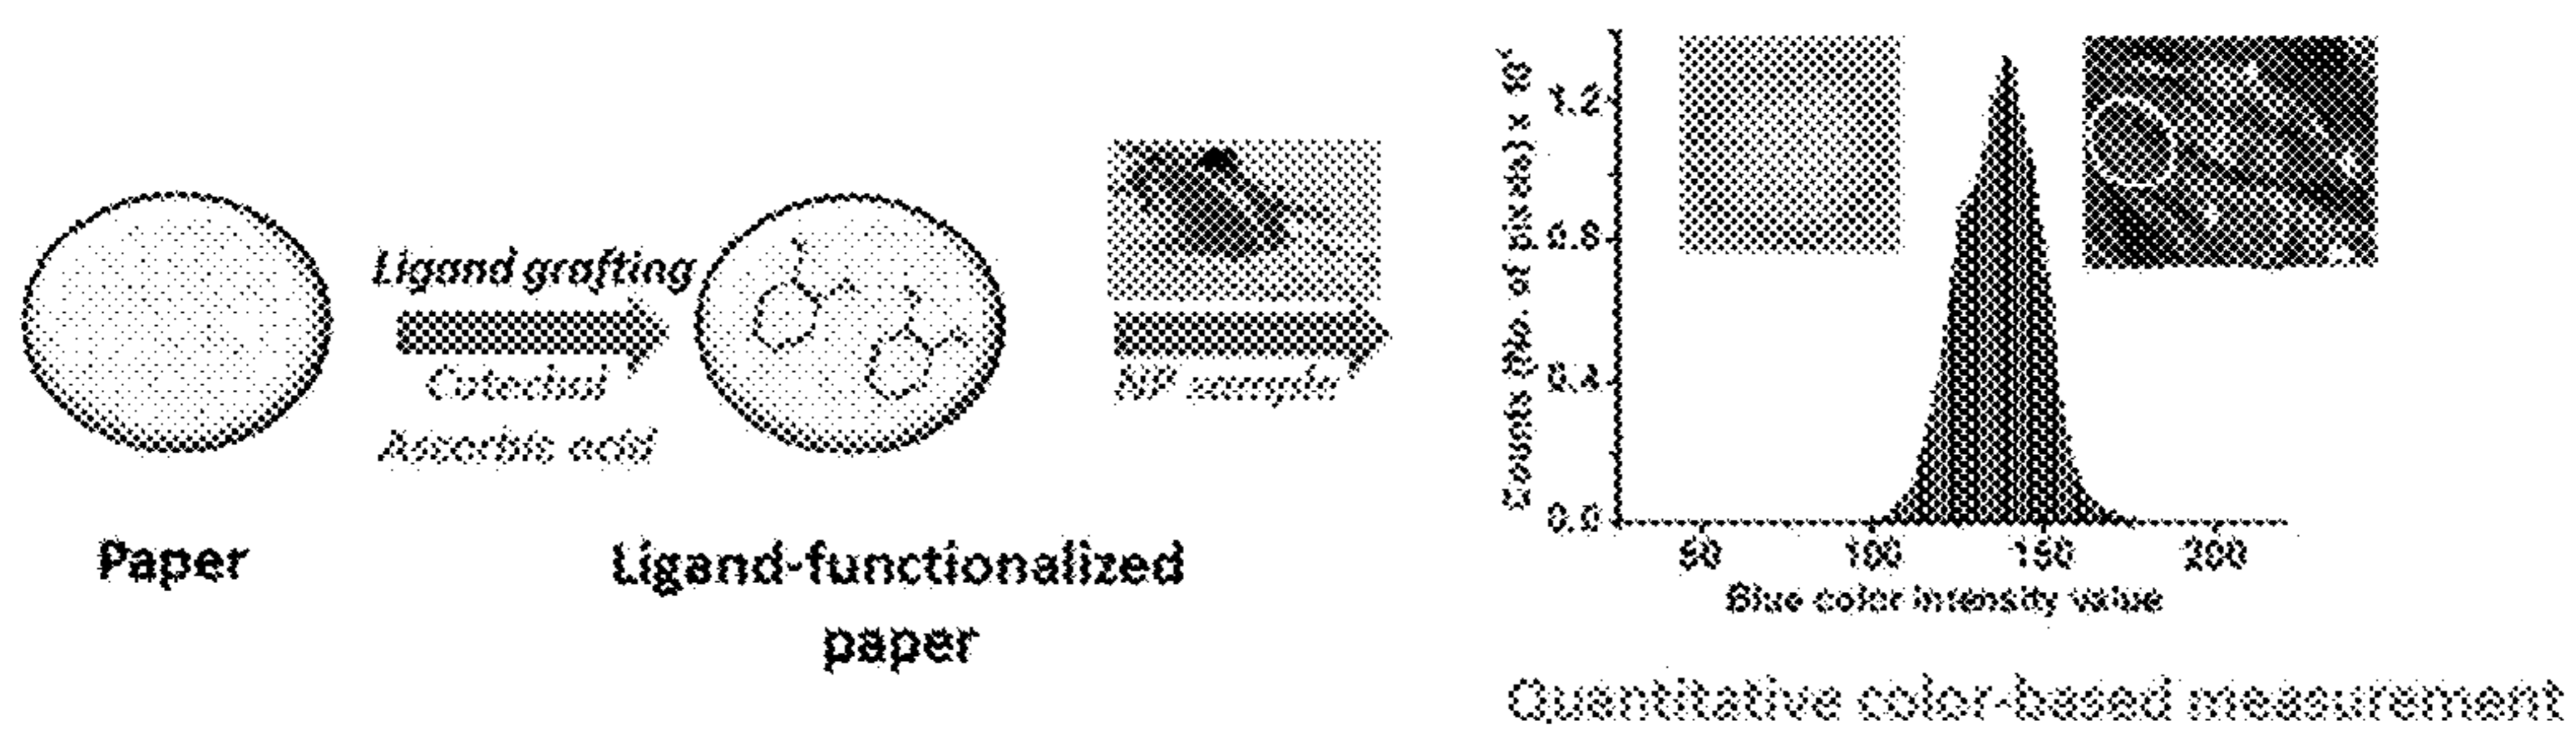 Paper
Ligand grafting
Catechol
Ascorbic acid
Ligand-functionalized
paper
NP sample
Counts (No. of pixels) x
1.2
0.8
0.4
0.0
50
100
150
200
Blue color intensity value
Quantitative color-based measurement